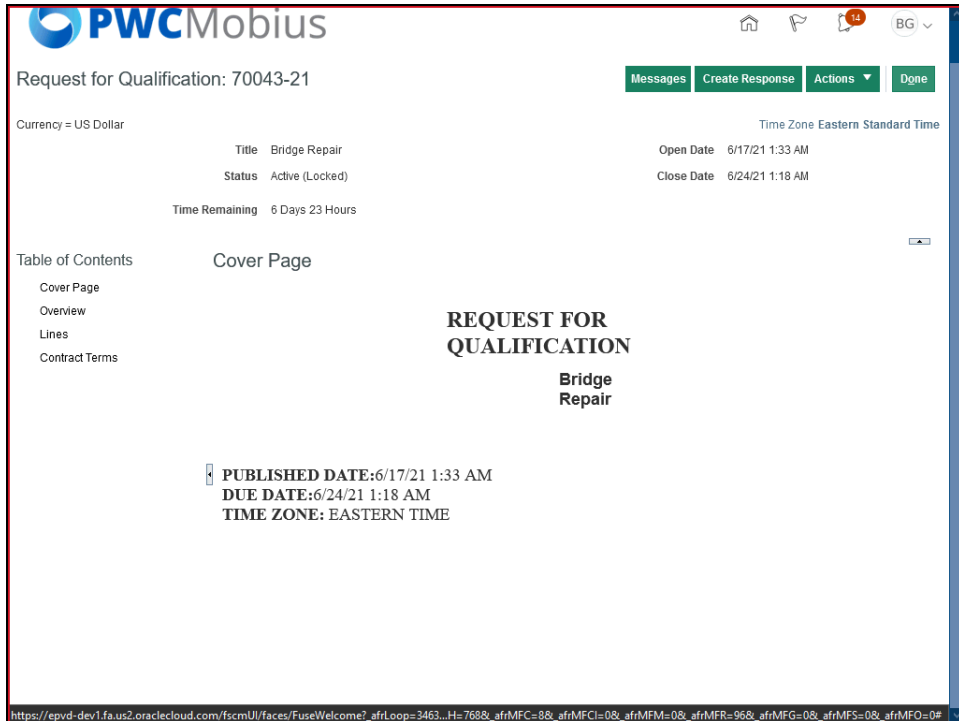 PWCMobius
14
BG
Request for Qualification: 70043-21
Messages Create Response Actions Done
Currency = US Dollar
Time Zone Eastern Standard Time
Title Bridge Repair
Open Date 6/17/21 1:33 AM
Status Active (Locked)
Close Date 6/24/21 1:18 AM
Time Remaining 6 Days 23 Hours
Table of Contents
Cover Page
Overview
Lines
Contract Terms
Cover Page
REQUEST FOR
QUALIFICATION
Bridge
Repair
PUBLISHED DATE:6/17/21 1:33 AM
DUE DATE:6/24/21 1:18 AM
TIME ZONE: EASTERN TIME
https://epvd-dev1.fa.us2.oraclecloud.com/fscmUI/faces/FuseWelcome?_afrLoop=3463...H=768&_afrMFC=8&_afrMFCI=0&_afrMFM=0&_afrMFR=96&_afrMFG=0&_afrMFS=0&_afrMFO=0#